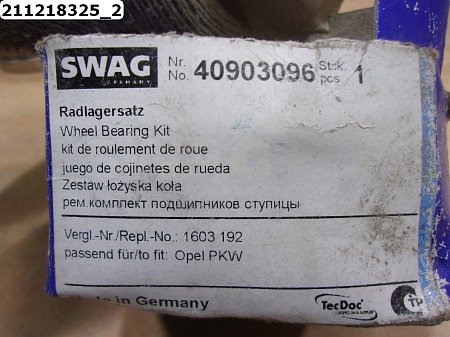 211218325_2
SWAG
GERMANY
Nr. No. 40903096 Stck. pcs 1
Radlagersatz
Wheel Bearing Kit
kit de roulement de roue
juego de cojinetes de rueda
Zestaw łożyska koła
рем.комплект подшипников ступицы
Vergl.-Nr./Repl.-No.: 1603 192
passend für/to fit: Opel PKW
Made in Germany
TecDoc